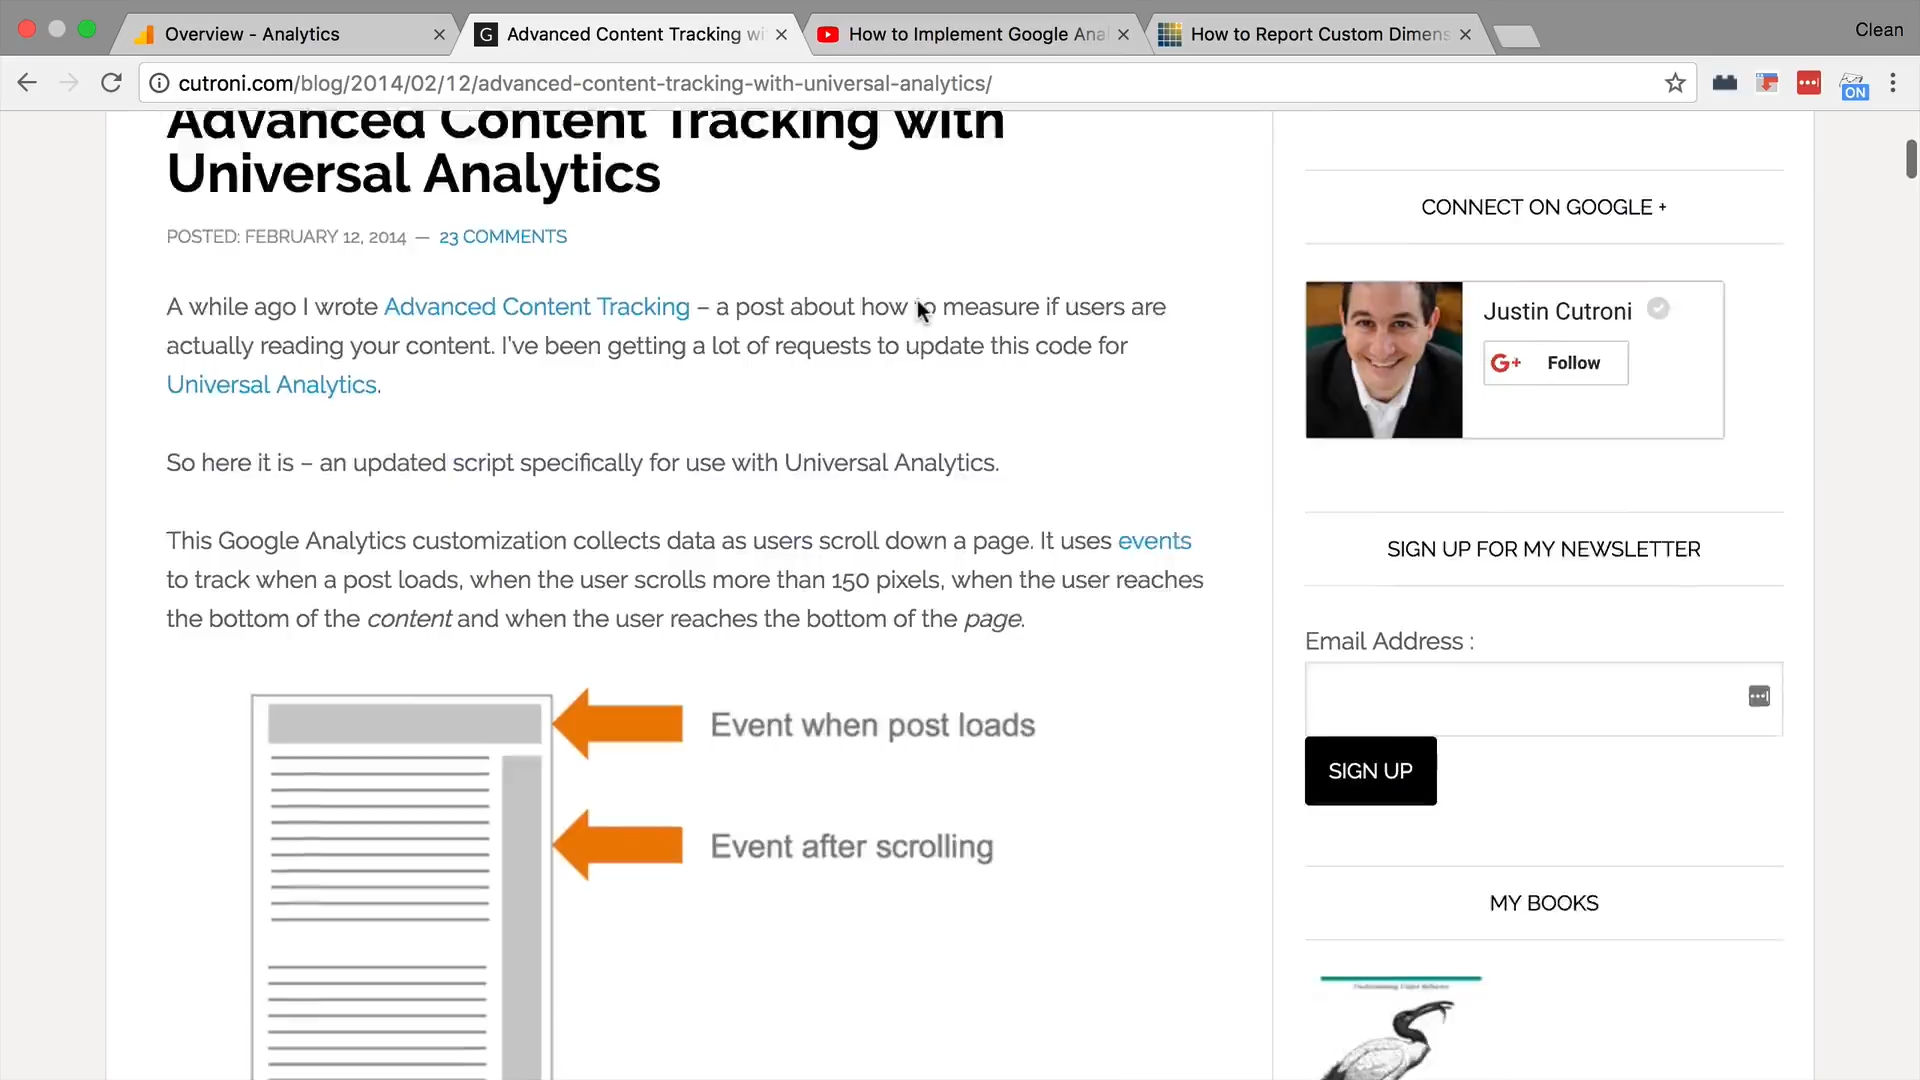 Overview - Analytics
Advanced Content Tracking wi
How to Implement Google Anal
How to Report Custom Dimens
Clean
cutroni.com/blog/2014/02/12/advanced-content-tracking-with-universal-analytics/
ON
Advanced Content Tracking with
Universal Analytics
POSTED: FEBRUARY 12, 2014 — 23 COMMENTS
A while ago I wrote Advanced Content Tracking – a post about how to measure if users are
actually reading your content. I've been getting a lot of requests to update this code for
Universal Analytics.
So here it is – an updated script specifically for use with Universal Analytics.
This Google Analytics customization collects data as users scroll down a page. It uses events
to track when a post loads, when the user scrolls more than 150 pixels, when the user reaches
the bottom of the content and when the user reaches the bottom of the page.
Event when post loads
Event after scrolling
CONNECT ON GOOGLE +
Justin Cutroni
G+ Follow
SIGN UP FOR MY NEWSLETTER
Email Address :
SIGN UP
MY BOOKS